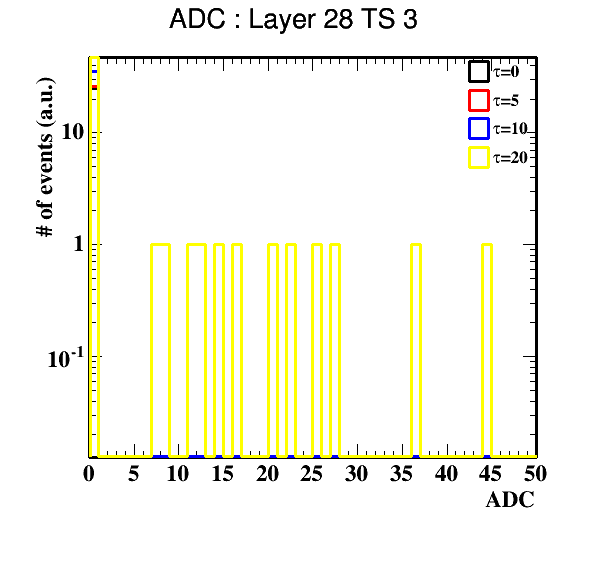 ADC : Layer 28 TS 3
# of events (a.u.)
τ=0
τ=5
τ=10
τ=20
10
1
10⁻¹
0 5 10 15 20 25 30 35 40 45 50
ADC